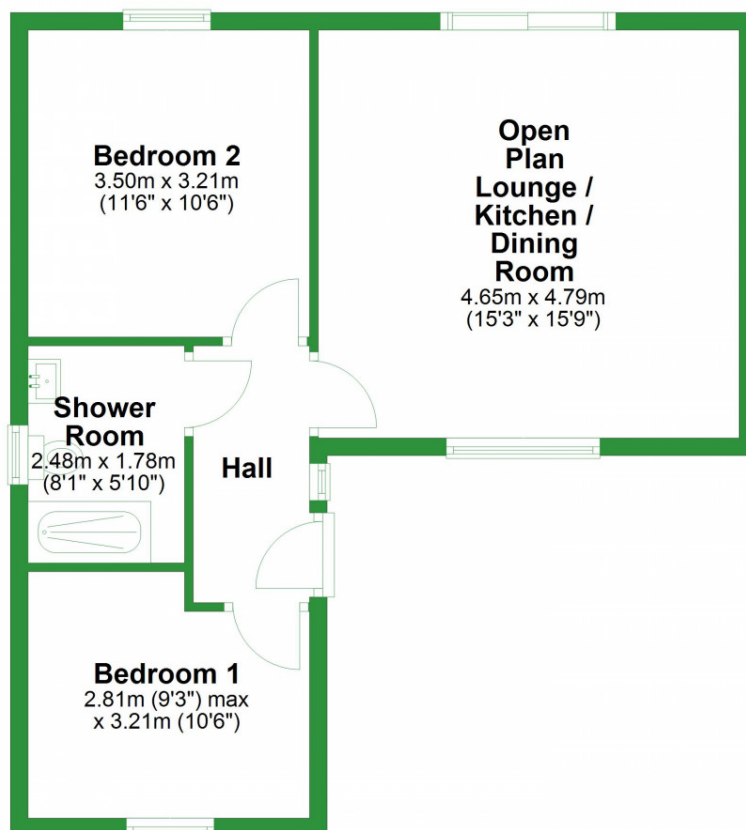 Bedroom 2
3.50m x 3.21m
(11'6" x 10'6")
Open
Plan
Lounge /
Kitchen /
Dining
Room
4.65m x 4.79m
(15'3" x 15'9")
Shower
Room
2.48m x 1.78m
(8'1" x 5'10")
Hall
Bedroom 1
2.81m (9'3") max
x 3.21m (10'6")